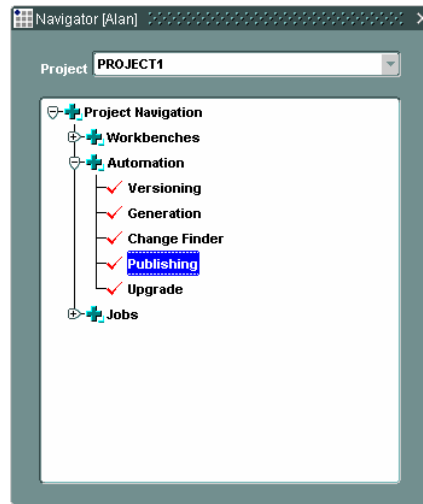 Navigator [Alan]
Project PROJECT1
Project Navigation
Workbenches
Automation
Versioning
Generation
Change Finder
Publishing
Upgrade
Jobs